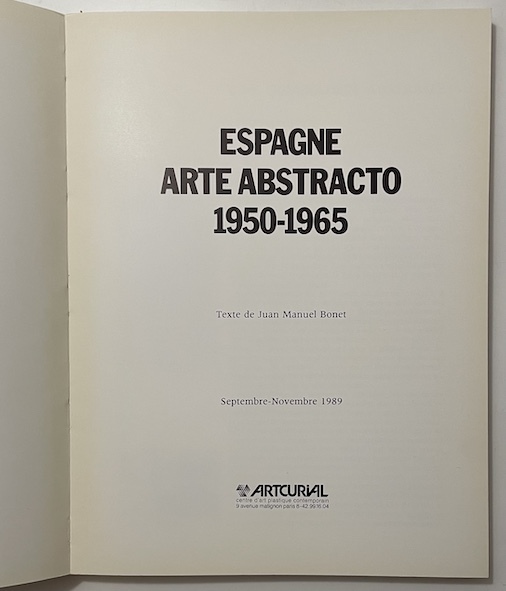 ESPAGNE
ARTE ABSTRACTO
1950-1965
Texte de Juan Manuel Bonet
Septembre-Novembre 1989
ARTCURIAL
centre d'art plastique contemporain
9 avenue matignon paris 8 - 42 99 16 04